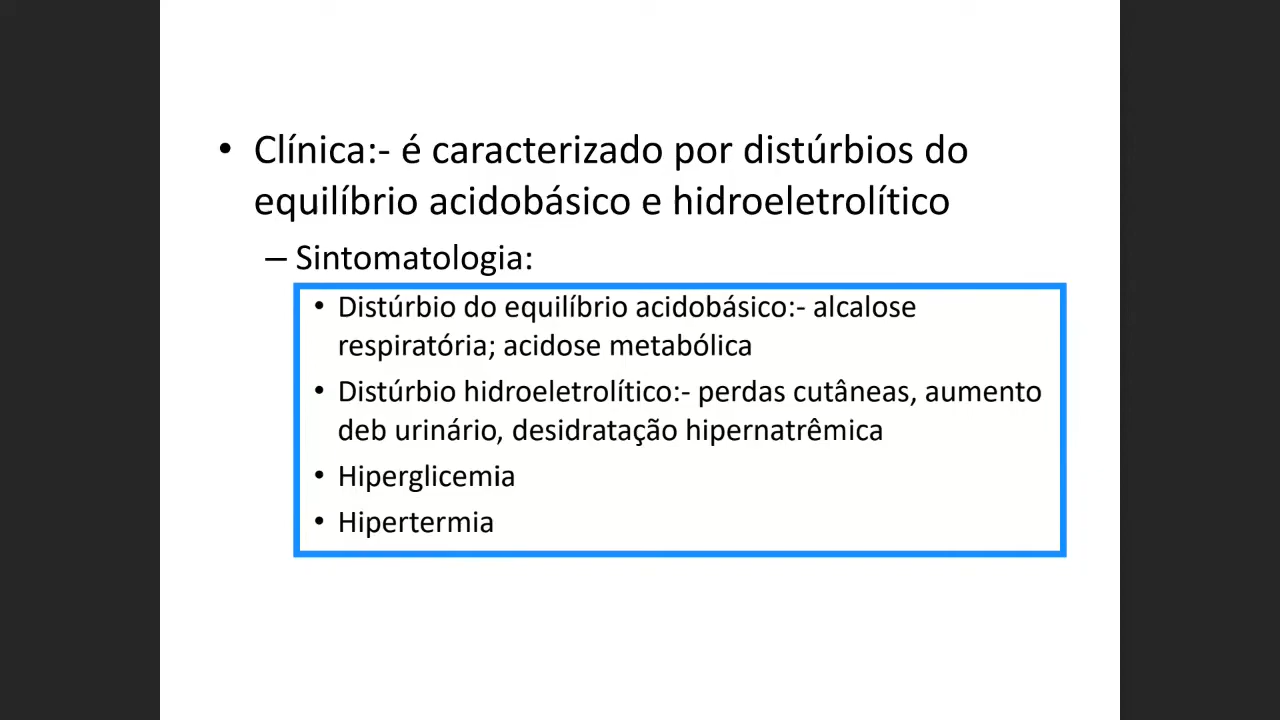 • Clínica:- é caracterizado por distúrbios do
equilíbrio acidobásico e hidroeletrolítico
– Sintomatologia:
• Distúrbio do equilíbrio acidobásico:- alcalose
respiratória; acidose metabólica
• Distúrbio hidroeletrolítico:- perdas cutâneas, aumento
deb urinário, desidratação hipernatrêmica
• Hiperglicemia
• Hipertermia